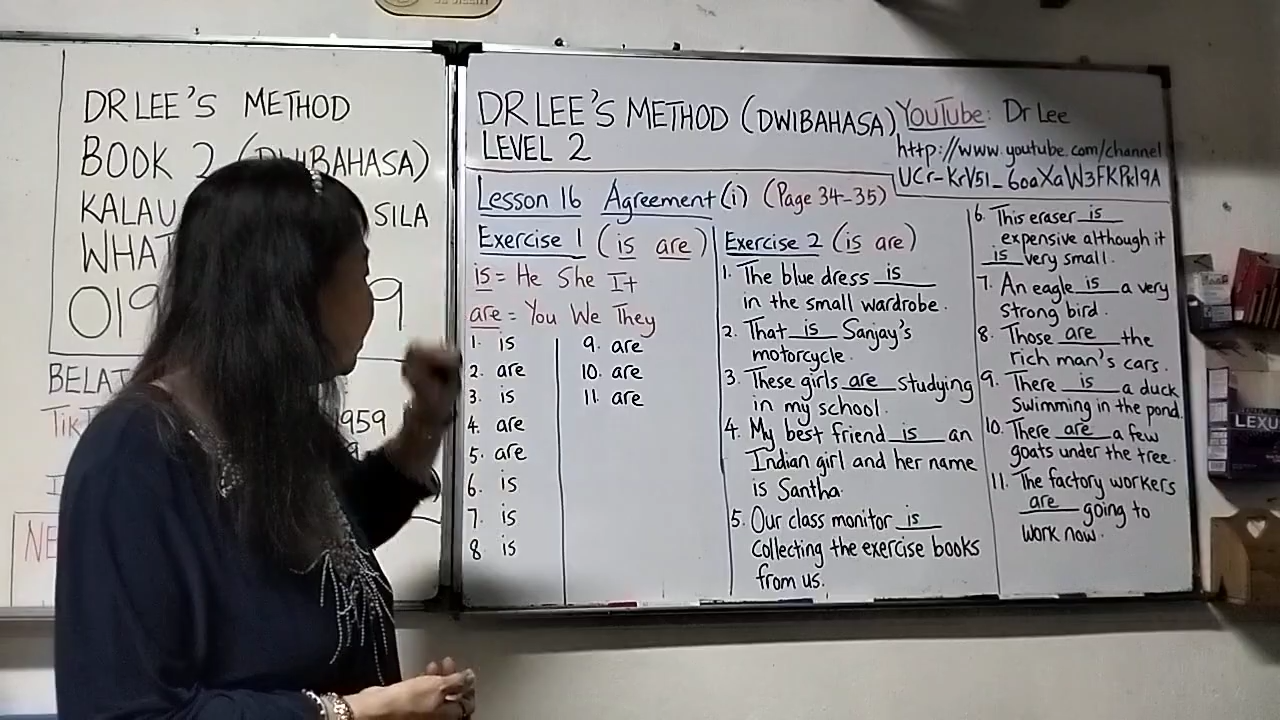 DR LEE'S METHOD
BOOK 2 (DWIBAHASA)
KALAU SILA
WHAT
019 9
BELA
TikT 959
NE
DR LEE'S METHOD (DWIBAHASA)
LEVEL 2
YouTube: Dr Lee
http://www.youtube.com/channel
UCr-KrV51_6oaXaW3FKPkl9A
Lesson 16 Agreement (i) (Page 34-35)
Exercise 1 (is are)
is = He She It
are = You We They
1. is
2. are
3. is
4. are
5. are
6. is
7. is
8 is
9. are
10. are
11. are
Exercise 2 (is are)
1. The blue dress is
in the small wardrobe.
2. That is Sanjay's
motorcycle.
3. These girls are studying
in my school.
4. My best friend is an
Indian girl and her name
is Santha.
5. Our class monitor is
collecting the exercise books
from us.
6. This eraser is
expensive although it
is very small.
7. An eagle is a very
strong bird.
8. Those are the
rich man's cars.
9. There is a duck
swimming in the pond.
10. There are a few
goats under the tree.
11. The factory workers
are going to
work now.
LEXU